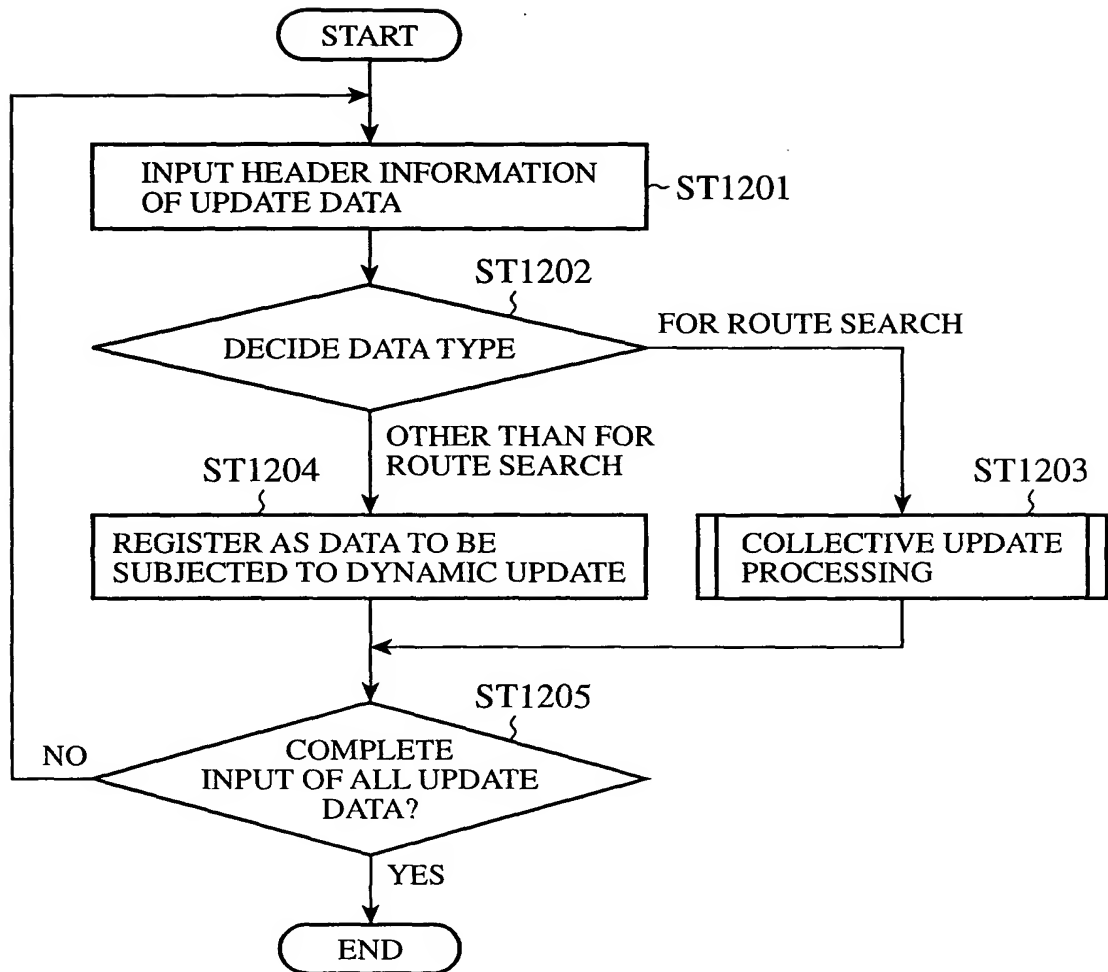 START
INPUT HEADER INFORMATION
OF UPDATE DATA
ST1201
ST1202
DECIDE DATA TYPE
FOR ROUTE SEARCH
OTHER THAN FOR
ROUTE SEARCH
ST1204
REGISTER AS DATA TO BE
SUBJECTED TO DYNAMIC UPDATE
ST1203
COLLECTIVE UPDATE
PROCESSING
ST1205
COMPLETE
INPUT OF ALL UPDATE
DATA?
NO
YES
END